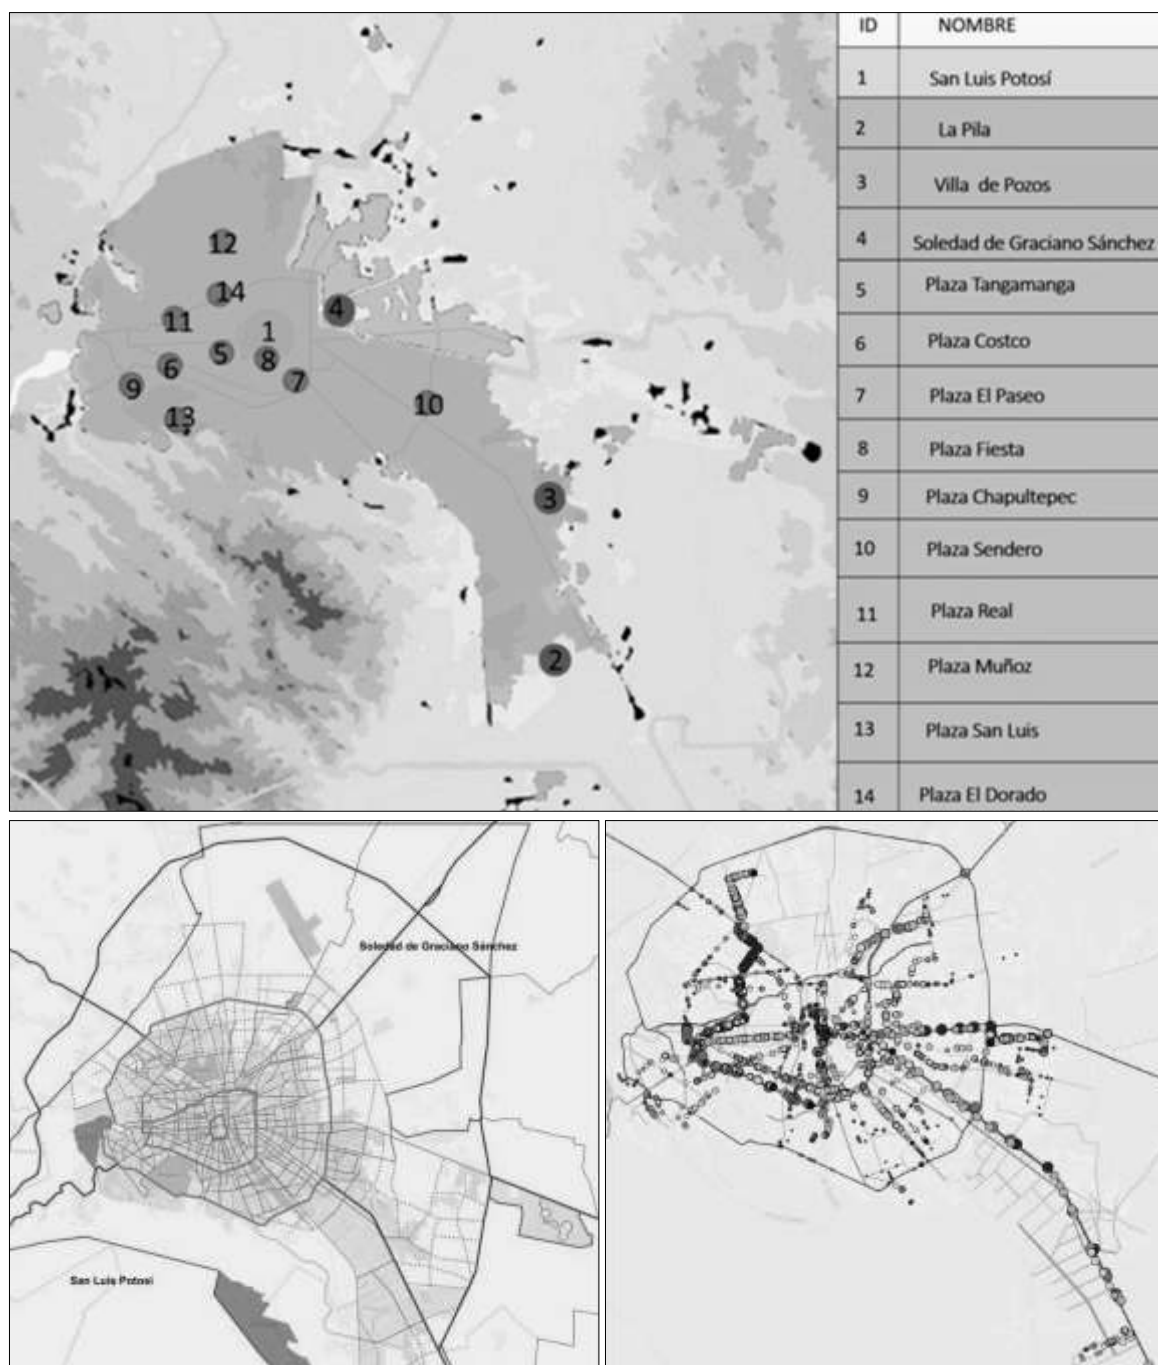 ID NOMBRE
1 San Luis Potosí
2 La Pila
3 Villa de Pozos
4 Soledad de Graciano Sánchez
5 Plaza Tangamanga
6 Plaza Costco
7 Plaza El Paseo
8 Plaza Fiesta
9 Plaza Chapultepec
10 Plaza Sendero
11 Plaza Real
12 Plaza Muñoz
13 Plaza San Luis
14 Plaza El Dorado
12
14
11
4
1
5
8
6
7
9
13
10
3
2
Soledad de Graciano Sánchez
San Luis Potosí